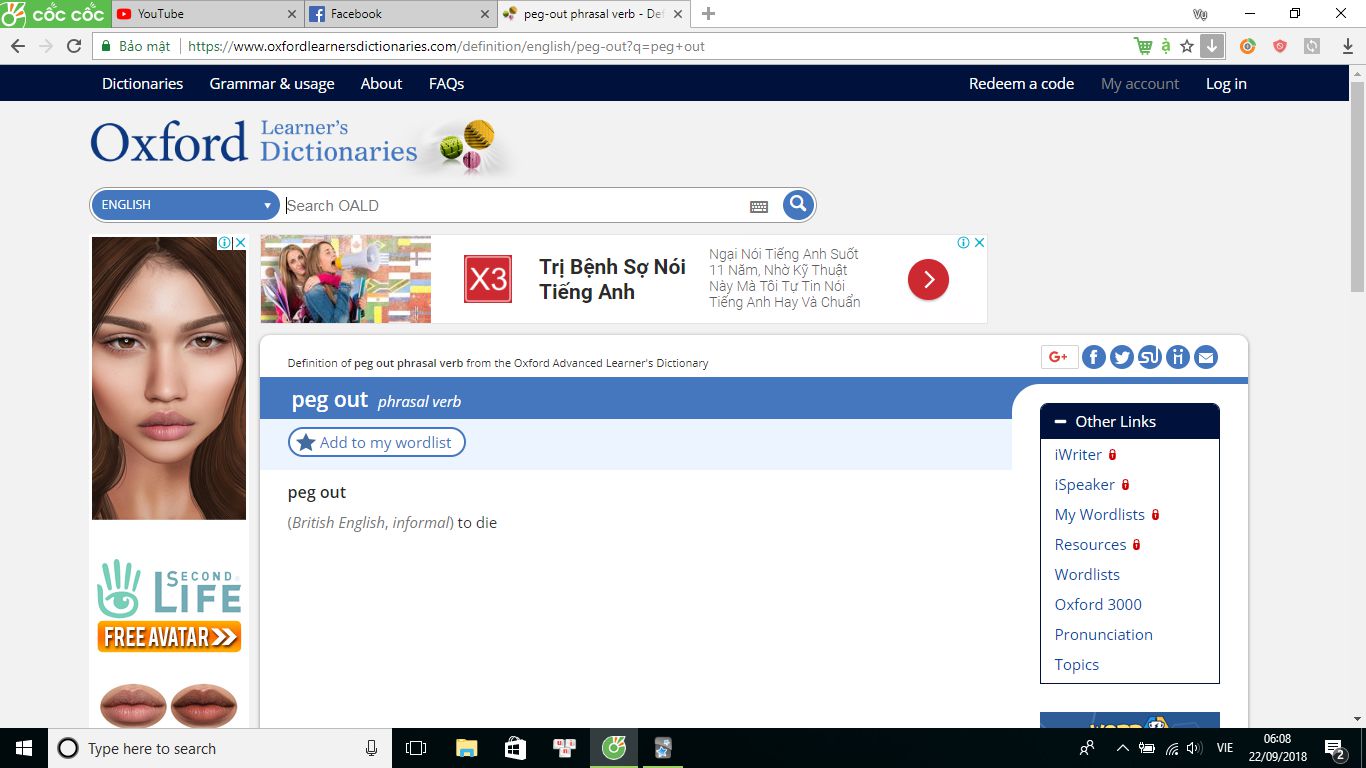 cốc cốc
YouTube
Facebook
peg-out phrasal verb - Def
Vụ
Bảo mật
https://www.oxfordlearnersdictionaries.com/definition/english/peg-out?q=peg+out
Dictionaries
Grammar & usage
About
FAQs
Redeem a code
My account
Log in
Oxford
Learner's
Dictionaries
ENGLISH
Search OALD
X3
Trị Bệnh Sợ Nói
Tiếng Anh
Ngại Nói Tiếng Anh Suốt
11 Năm, Nhờ Kỹ Thuật
Này Mà Tôi Tự Tin Nói
Tiếng Anh Hay Và Chuẩn
Definition of peg out phrasal verb from the Oxford Advanced Learner's Dictionary
G+
peg out phrasal verb
Add to my wordlist
peg out
(British English, informal) to die
Other Links
iWriter
iSpeaker
My Wordlists
Resources
Wordlists
Oxford 3000
Pronunciation
Topics
SECOND
LIFE
FREE AVATAR
Type here to search
VIE
06:08
22/09/2018
2